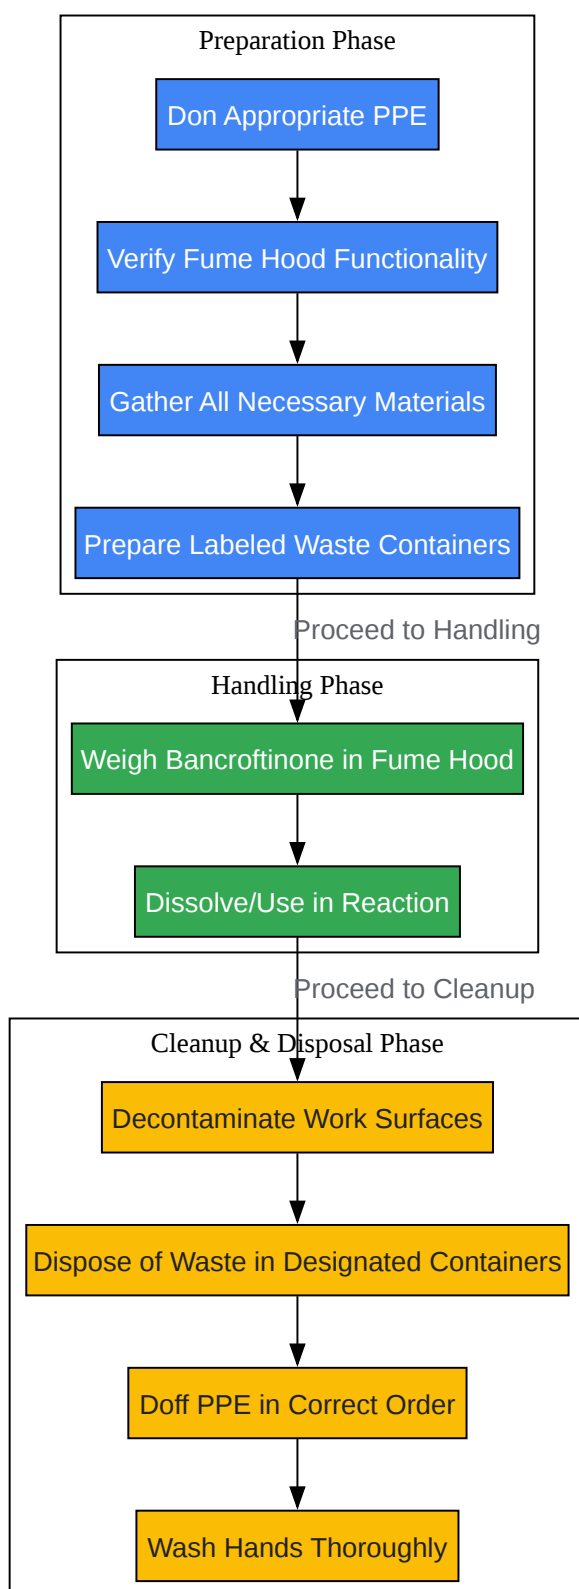 Preparation Phase
Don Appropriate PPE
Verify Fume Hood Functionality
Gather All Necessary Materials
Prepare Labeled Waste Containers
Proceed to Handling
Handling Phase
Weigh Bancroftinone in Fume Hood
Dissolve/Use in Reaction
Proceed to Cleanup
Cleanup & Disposal Phase
Decontaminate Work Surfaces
Dispose of Waste in Designated Containers
Doff PPE in Correct Order
Wash Hands Thoroughly